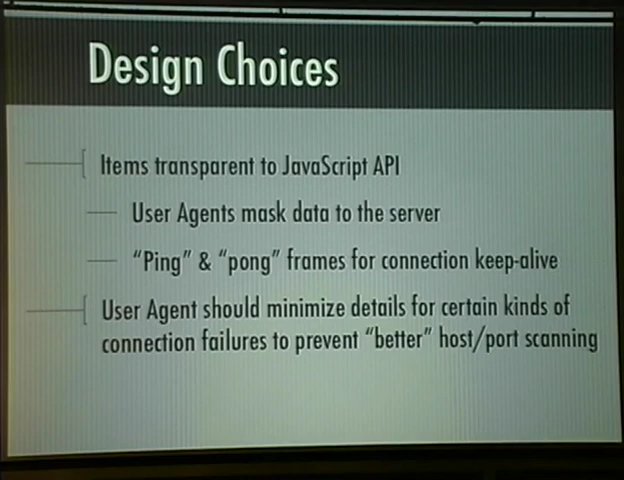 Design Choices
Items transparent to JavaScript API
User Agents mask data to the server
“Ping” & “pong” frames for connection keep-alive
User Agent should minimize details for certain kinds of
connection failures to prevent “better” host/port scanning